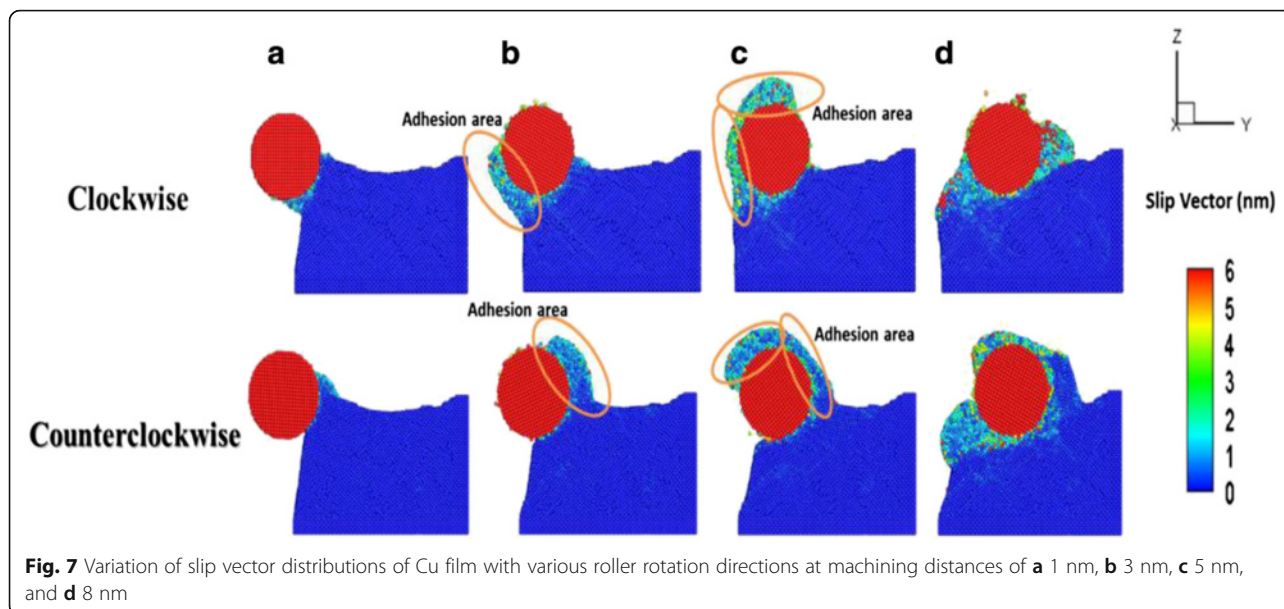 a b c d
Z
X Y
Adhesion area
Adhesion area
Clockwise
Slip Vector (nm)
6
5
4
3
2
1
0
Adhesion area
Adhesion area
Counterclockwise
Fig. 7 Variation of slip vector distributions of Cu film with various roller rotation directions at machining distances of a 1 nm, b 3 nm, c 5 nm,
and d 8 nm